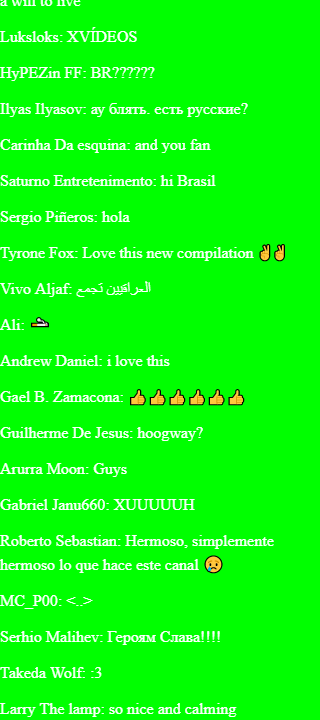 a will to live
Luksloks: XVÍDEOS
HyPEZin FF: BR??????
Ilyas Ilyasov: ау блять. есть русские?
Carinha Da esquina: and you fan
Saturno Entretenimento: hi Brasil
Sergio Piñeros: hola
Tyrone Fox: Love this new compilation ✌✌
Vivo Aljaf: العراقيين تجمع
Ali:
Andrew Daniel: i love this
Gael B. Zamacona: 👍👍👍👍👍👍
Guilherme De Jesus: hoogway?
Arurra Moon: Guys
Gabriel Janu660: XUUUUUH
Roberto Sebastian: Hermoso, simplemente
hermoso lo que hace este canal 😢
MC_P00: <..>
Serhio Malihev: Героям Слава!!!!
Takeda Wolf: :3
Larry The lamp: so nice and calming